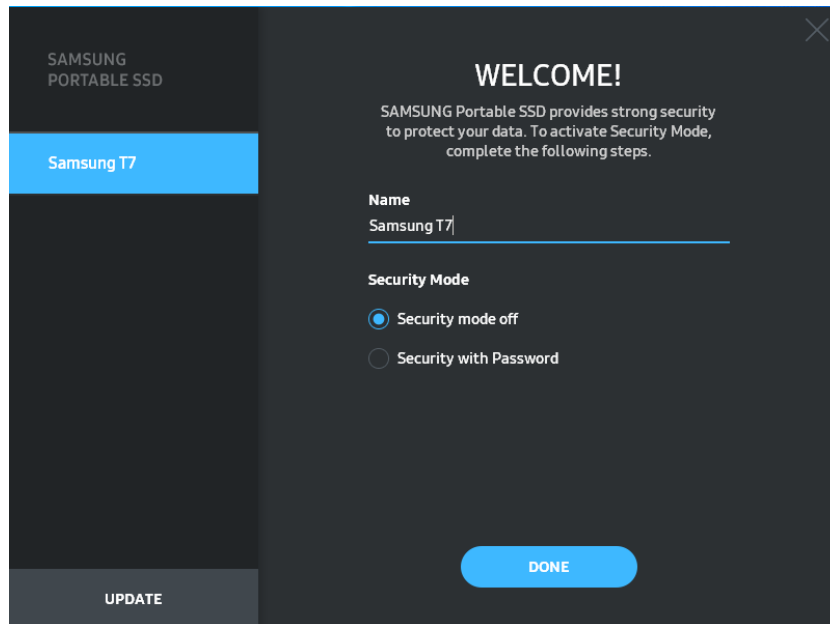 SAMSUNG
PORTABLE SSD
Samsung T7
UPDATE
WELCOME!
SAMSUNG Portable SSD provides strong security
to protect your data. To activate Security Mode,
complete the following steps.
Name
Samsung T7
Security Mode
Security mode off
Security with Password
DONE